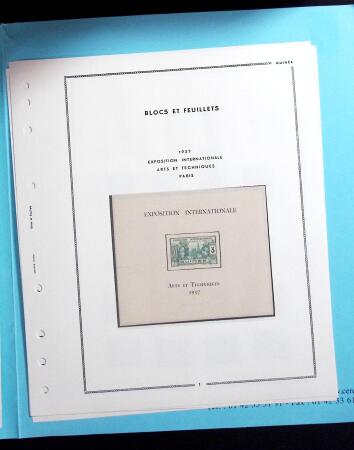 GUINÉE
BLOCS ET FEUILLETS
1937
EXPOSITION INTERNATIONALE
ARTS ET TECHNIQUES
PARIS
EXPOSITION INTERNATIONALE
ARTS ET TECHNIQUES
1937
1